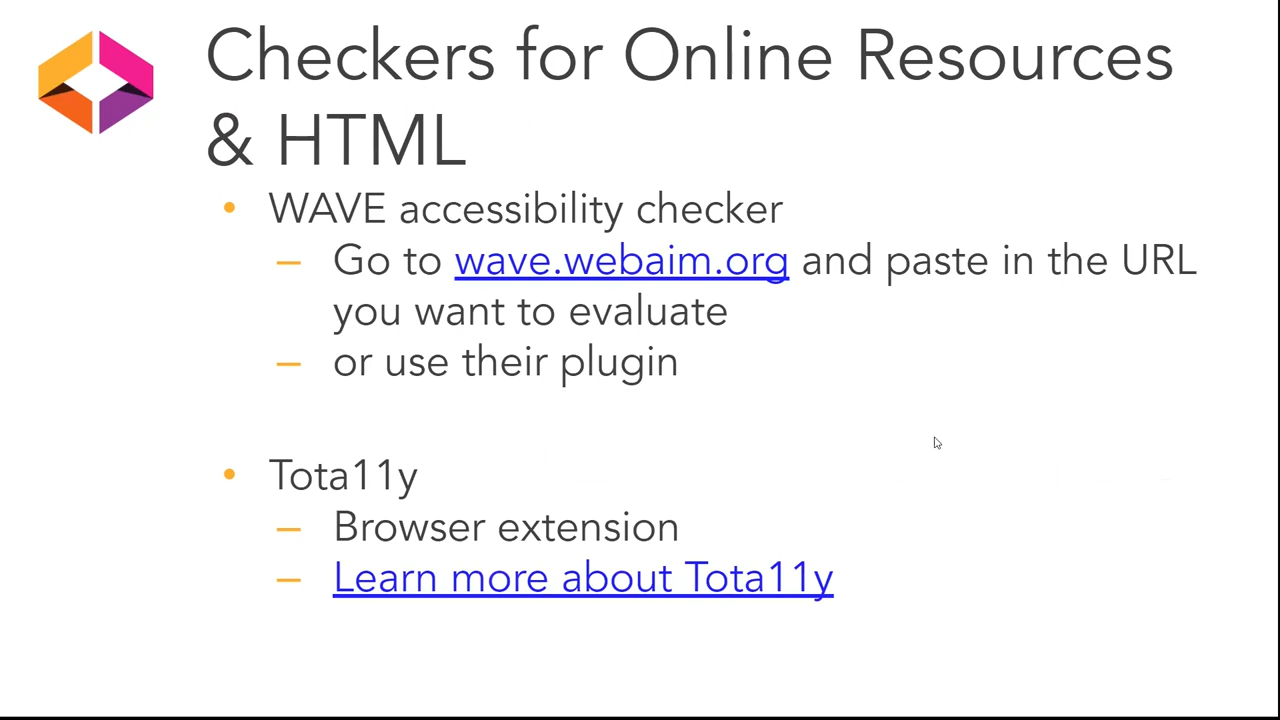 Checkers for Online Resources
& HTML
• WAVE accessibility checker
– Go to wave.webaim.org and paste in the URL
you want to evaluate
– or use their plugin
• Tota11y
– Browser extension
– Learn more about Tota11y